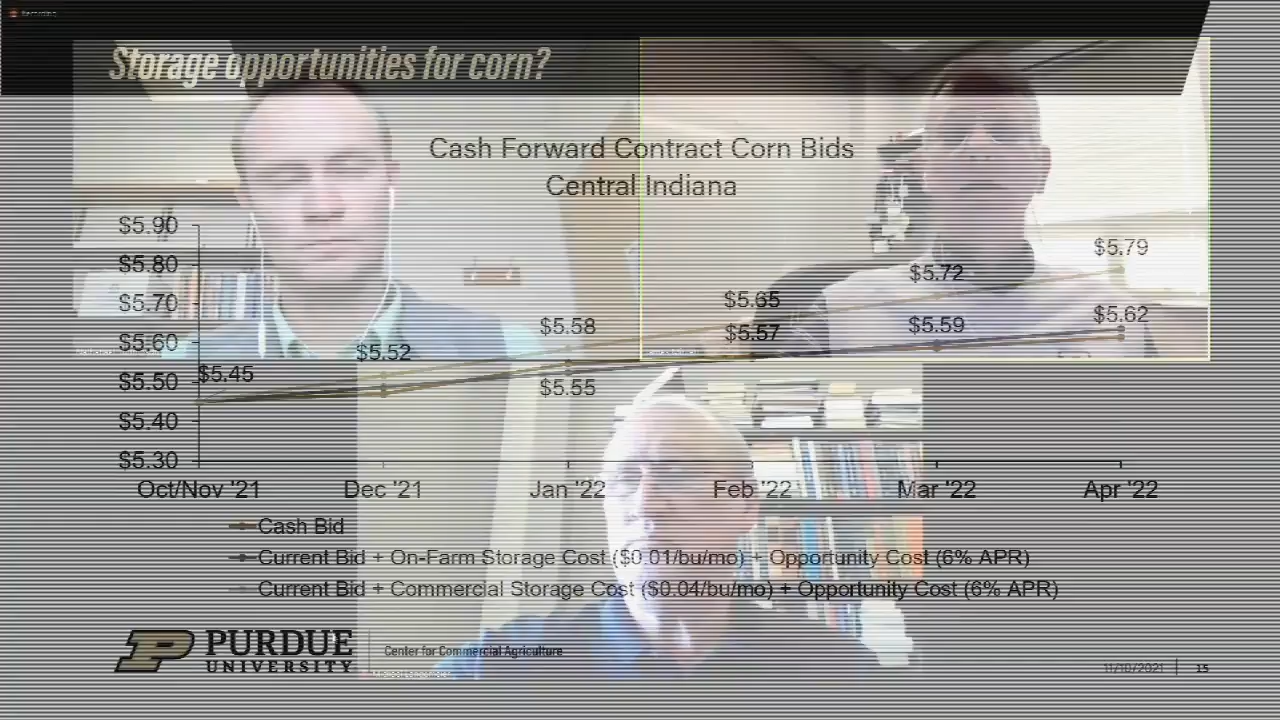 Recording
Storage opportunities for corn?
Cash Forward Contract Corn Bids
Central Indiana
$5.90
$5.80
$5.70
$5.60
$5.50
$5.40
$5.30
$5.45
$5.52
$5.58
$5.55
$5.65
$5.57
$5.72
$5.59
$5.79
$5.62
Oct/Nov '21
Dec '21
Jan '22
Feb '22
Mar '22
Apr '22
Cash Bid
Current Bid + On-Farm Storage Cost ($0.01/bu/mo) + Opportunity Cost (6% APR)
Current Bid + Commercial Storage Cost ($0.04/bu/mo) + Opportunity Cost (6% APR)
PURDUE
UNIVERSITY
Center for Commercial Agriculture
11/10/2021
15